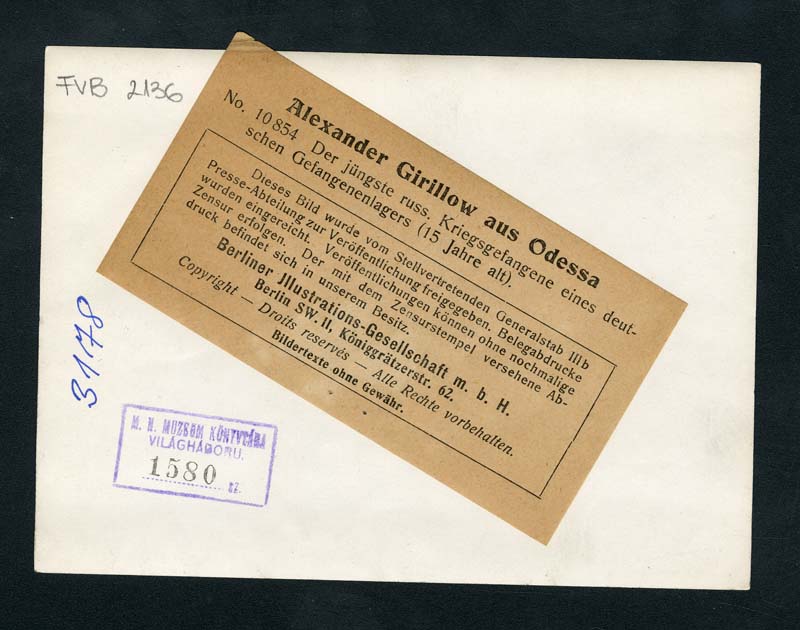 FVB 2136
Alexander Girillow aus Odessa
No. 10854 Der jüngste russ. Kriegsgefangene eines deut-
schen Gefangenenlagers (15 Jahre alt).
Dieses Bild wurde vom Stellvertretenden Generalstab IIIb
Presse-Abteilung zur Veröffentlichung freigegeben. Belegabdrucke
wurden eingereicht. Veröffentlichungen können ohne nochmalige
Zensur erfolgen. Der mit dem Zensurstempel versehene Ab-
druck befindet sich in unserem Besitz.
Berliner Jllustrations-Gesellschaft m. b. H.
Berlin SW. 11, Königgrätzerstr. 62.
Copyright — Droits reservés — Alle Rechte vorbehalten.
Bildertexte ohne Gewähr.
3178
M. N. MUZEUM KÖNYVTÁRA
VILÁGHÁBORU.
1580
sz.